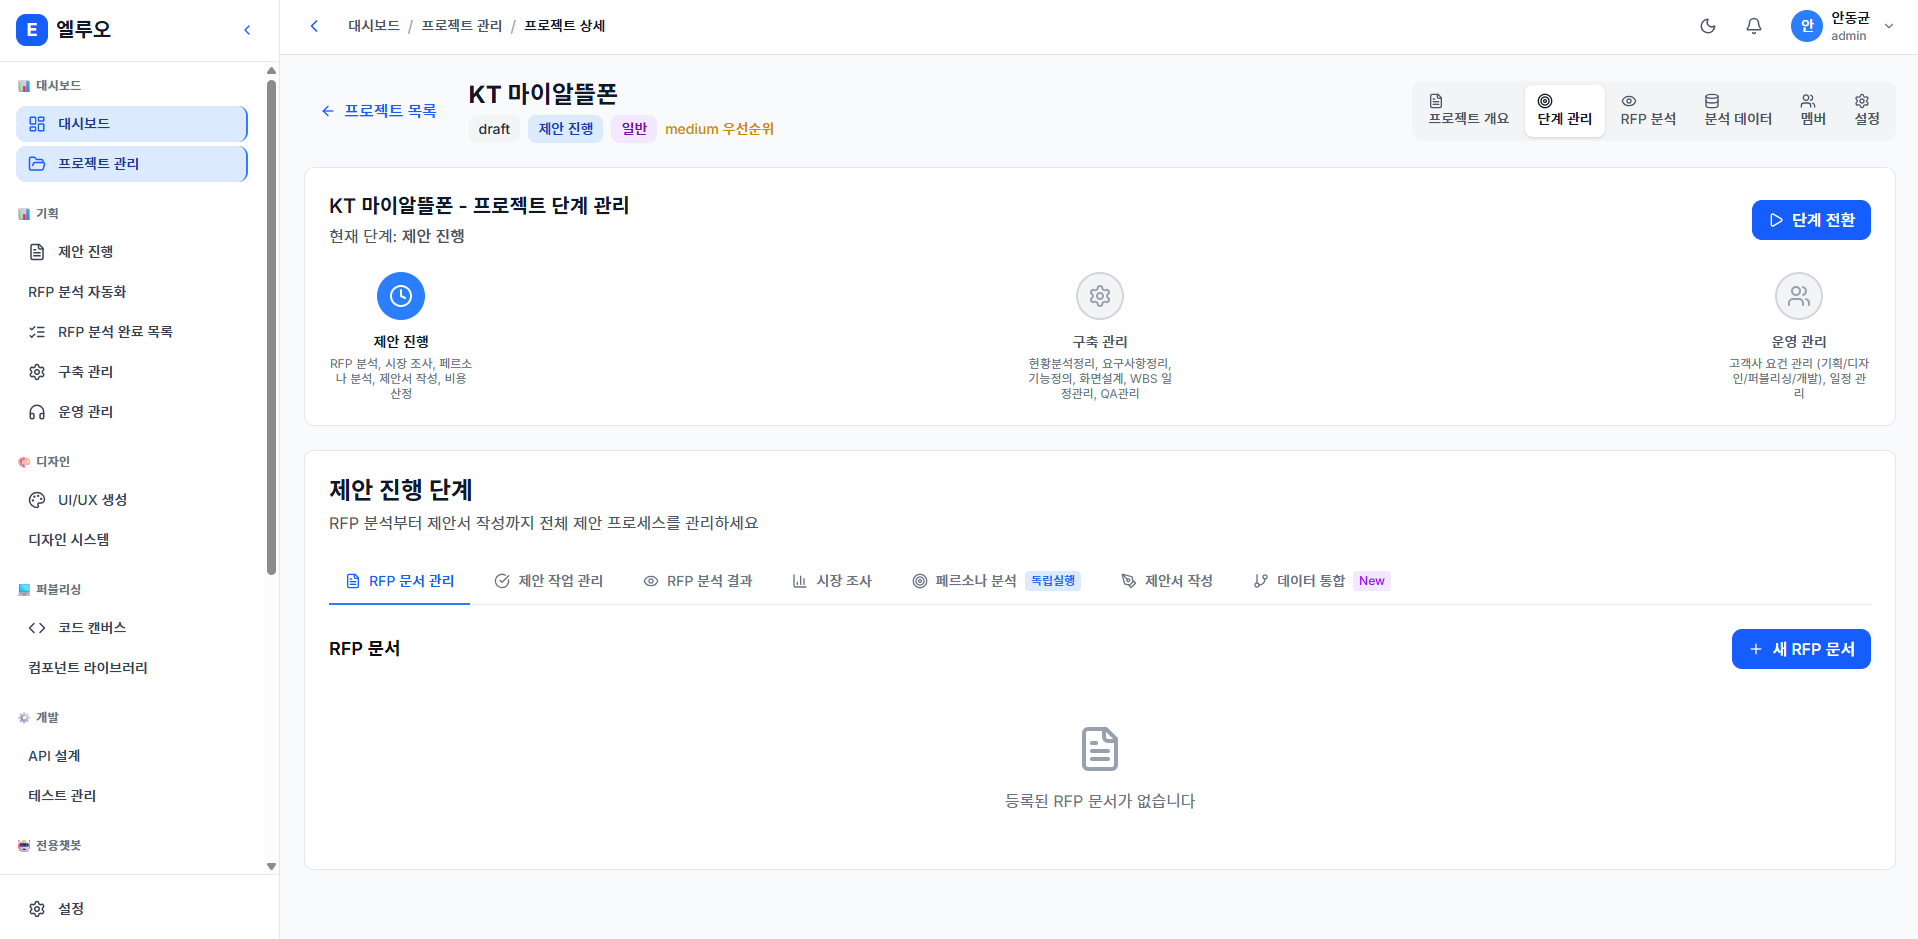 E 엘루오
대시보드
대시보드
프로젝트 관리
기획
제안 진행
RFP 분석 자동화
RFP 분석 완료 목록
구축 관리
운영 관리
디자인
UI/UX 생성
디자인 시스템
퍼블리싱
코드 캔버스
컴포넌트 라이브러리
개발
API 설계
테스트 관리
전용챗봇
설정
대시보드 / 프로젝트 관리 / 프로젝트 상세
안 안동균
admin
프로젝트 목록
KT 마이알뜰폰
draft 제안 진행 일반 medium 우선순위
프로젝트 개요 단계 관리 RFP 분석 분석 데이터 멤버 설정
KT 마이알뜰폰 - 프로젝트 단계 관리
현재 단계: 제안 진행
단계 전환
제안 진행
RFP 분석, 시장 조사, 페르소
나 분석, 제안서 작성, 비용
산정
구축 관리
현황분석정리, 요구사항정리,
기능정의, 화면설계, WBS 일
정관리, QA관리
운영 관리
고객사 요건 관리 (기획/디자
인/퍼블리싱/개발), 일정 관
리
제안 진행 단계
RFP 분석부터 제안서 작성까지 전체 제안 프로세스를 관리하세요
RFP 문서 관리 제안 작업 관리 RFP 분석 결과 시장 조사 페르소나 분석 독립실행 제안서 작성 데이터 통합 New
RFP 문서
새 RFP 문서
등록된 RFP 문서가 없습니다